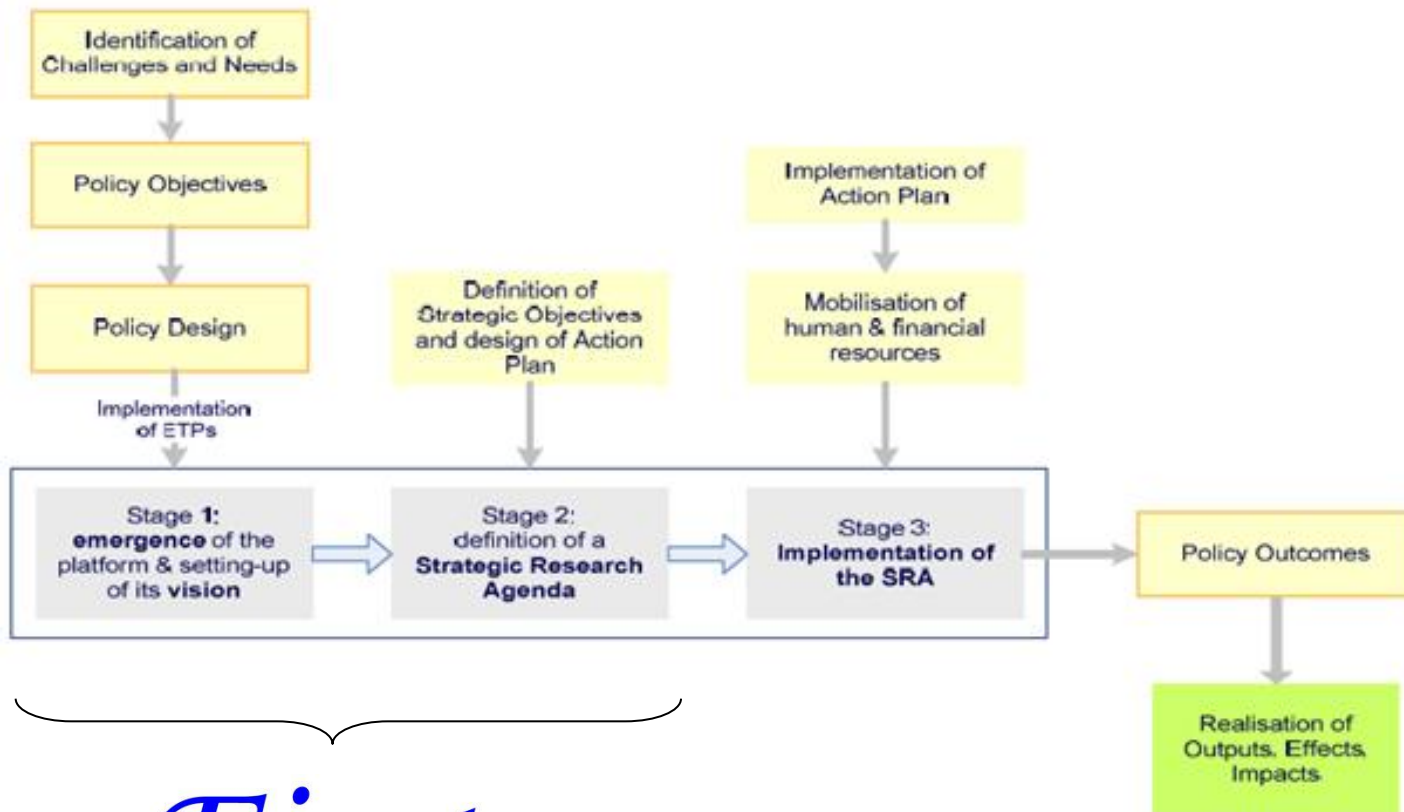 Identification of
Challenges and Needs
Policy Objectives
Policy Design
Implementation
of ETPs
Definition of
Strategic Objectives
and design of Action
Plan
Implementation of
Action Plan
Mobilisation of
human & financial
resources
Stage 1:
emergence of the
platform & setting-up
of its vision
Stage 2:
definition of a
Strategic Research
Agenda
Stage 3:
Implementation of
the SRA
Policy Outcomes
Realisation of
Outputs, Effects,
Impacts